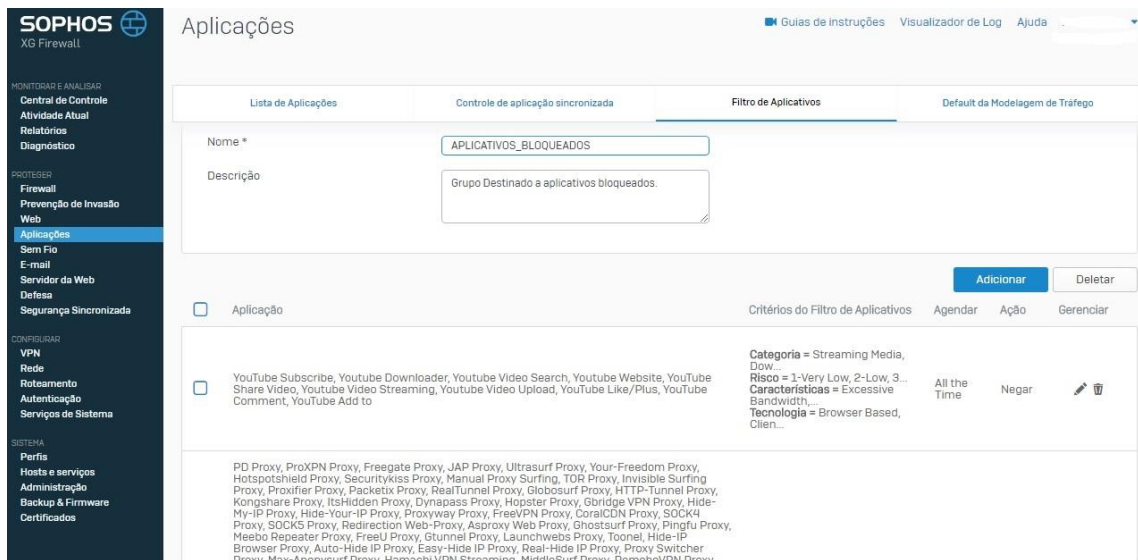 SOPHOS
XG Firewall
Aplicações
Guias de instruções Visualizador de Log Ajuda
MONITORAR E ANALISAR
Central de Controle
Atividade Atual
Relatórios
Diagnóstico
PROTEGER
Firewall
Prevenção de Invasão
Web
Aplicações
Sem Fio
E-mail
Servidor da Web
Defesa
Segurança Sincronizada
CONFIGURAR
VPN
Rede
Roteamento
Autenticação
Serviços de Sistema
SISTEMA
Perfis
Hosts e serviços
Administração
Backup & Firmware
Certificados
Lista de Aplicações Controle de aplicação sincronizada Filtro de Aplicativos Default da Modelagem de Tráfego
Nome * APLICATIVOS_BLOQUEADOS
Descrição Grupo Destinado a aplicativos bloqueados.
Adicionar Deletar
Aplicação Critérios do Filtro de Aplicativos Agendar Ação Gerenciar
YouTube Subscribe, Youtube Downloader, Youtube Video Search, Youtube Website, YouTube
Share Video, Youtube Video Streaming, Youtube Video Upload, YouTube Like/Plus, YouTube
Comment, YouTube Add to
Categoria = Streaming Media,
Dow...
Risco = 1-Very Low, 2-Low, 3...
Características = Excessive
Bandwidth,...
Tecnologia = Browser Based,
Clien...
All the
Time
Negar
PD Proxy, ProXPN Proxy, Freegate Proxy, JAP Proxy, Ultrasurf Proxy, Your-Freedom Proxy,
Hotspotshield Proxy, Securitykiss Proxy, Manual Proxy Surfing, TOR Proxy, Invisible Surfing
Proxy, Proxifier Proxy, Packetix Proxy, RealTunnel Proxy, Globosurf Proxy, HTTP-Tunnel Proxy,
Kongshare Proxy, ItsHidden Proxy, Dynapass Proxy, Hopster Proxy, Gbridge VPN Proxy, Hide-
My-IP Proxy, Hide-Your-IP Proxy, Proxyway Proxy, FreeVPN Proxy, CoralCDN Proxy, SOCK4
Proxy, SOCK5 Proxy, Redirection Web-Proxy, Asproxy Web Proxy, Ghostsurf Proxy, Pingfu Proxy,
Meebo Repeater Proxy, FreeU Proxy, Gtunnel Proxy, Launchwebs Proxy, Toonel, Hide-IP
Browser Proxy, Auto-Hide IP Proxy, Easy-Hide IP Proxy, Real-Hide IP Proxy, Proxy Switcher
Proxy, Max-Anonysurf Proxy, Hamachi VPN Streaming, MiddleSurf Proxy, RemoboVPN Proxy,